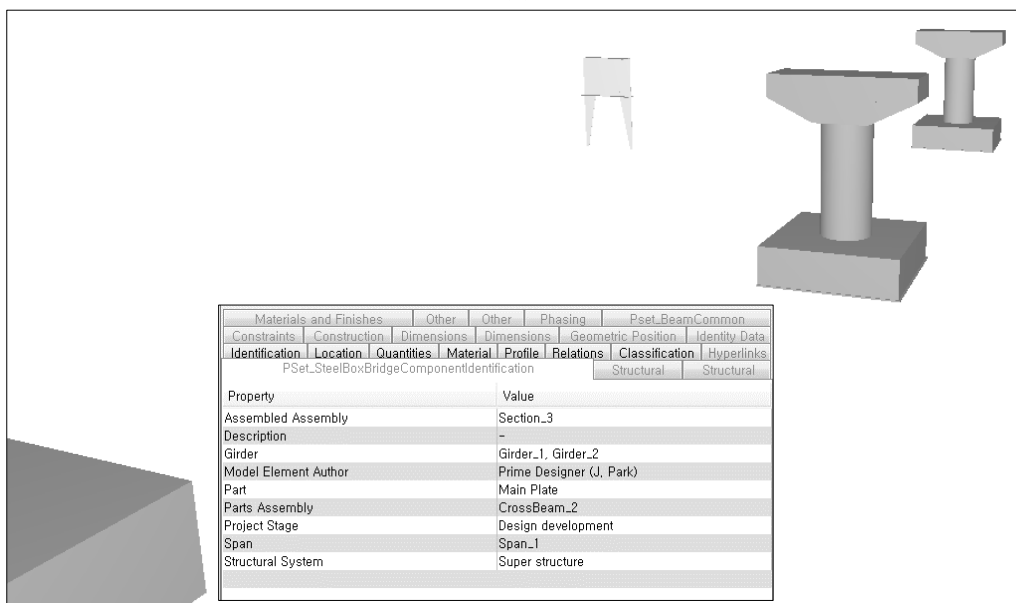 Materials and Finishes Other Other Phasing Pset_BeamCommon
Constraints Construction Dimensions Dimensions Geometric Position Identity Data
Identification Location Quantities Material Profile Relations Classification Hyperlinks
PSet_SteelBoxBridgeComponentIdentification Structural Structural
Property Value
Assembled Assembly Section_3
Description -
Girder Girder_1, Girder_2
Model Element Author Prime Designer (J, Park)
Part Main Plate
Parts Assembly CrossBeam_2
Project Stage Design development
Span Span_1
Structural System Super structure